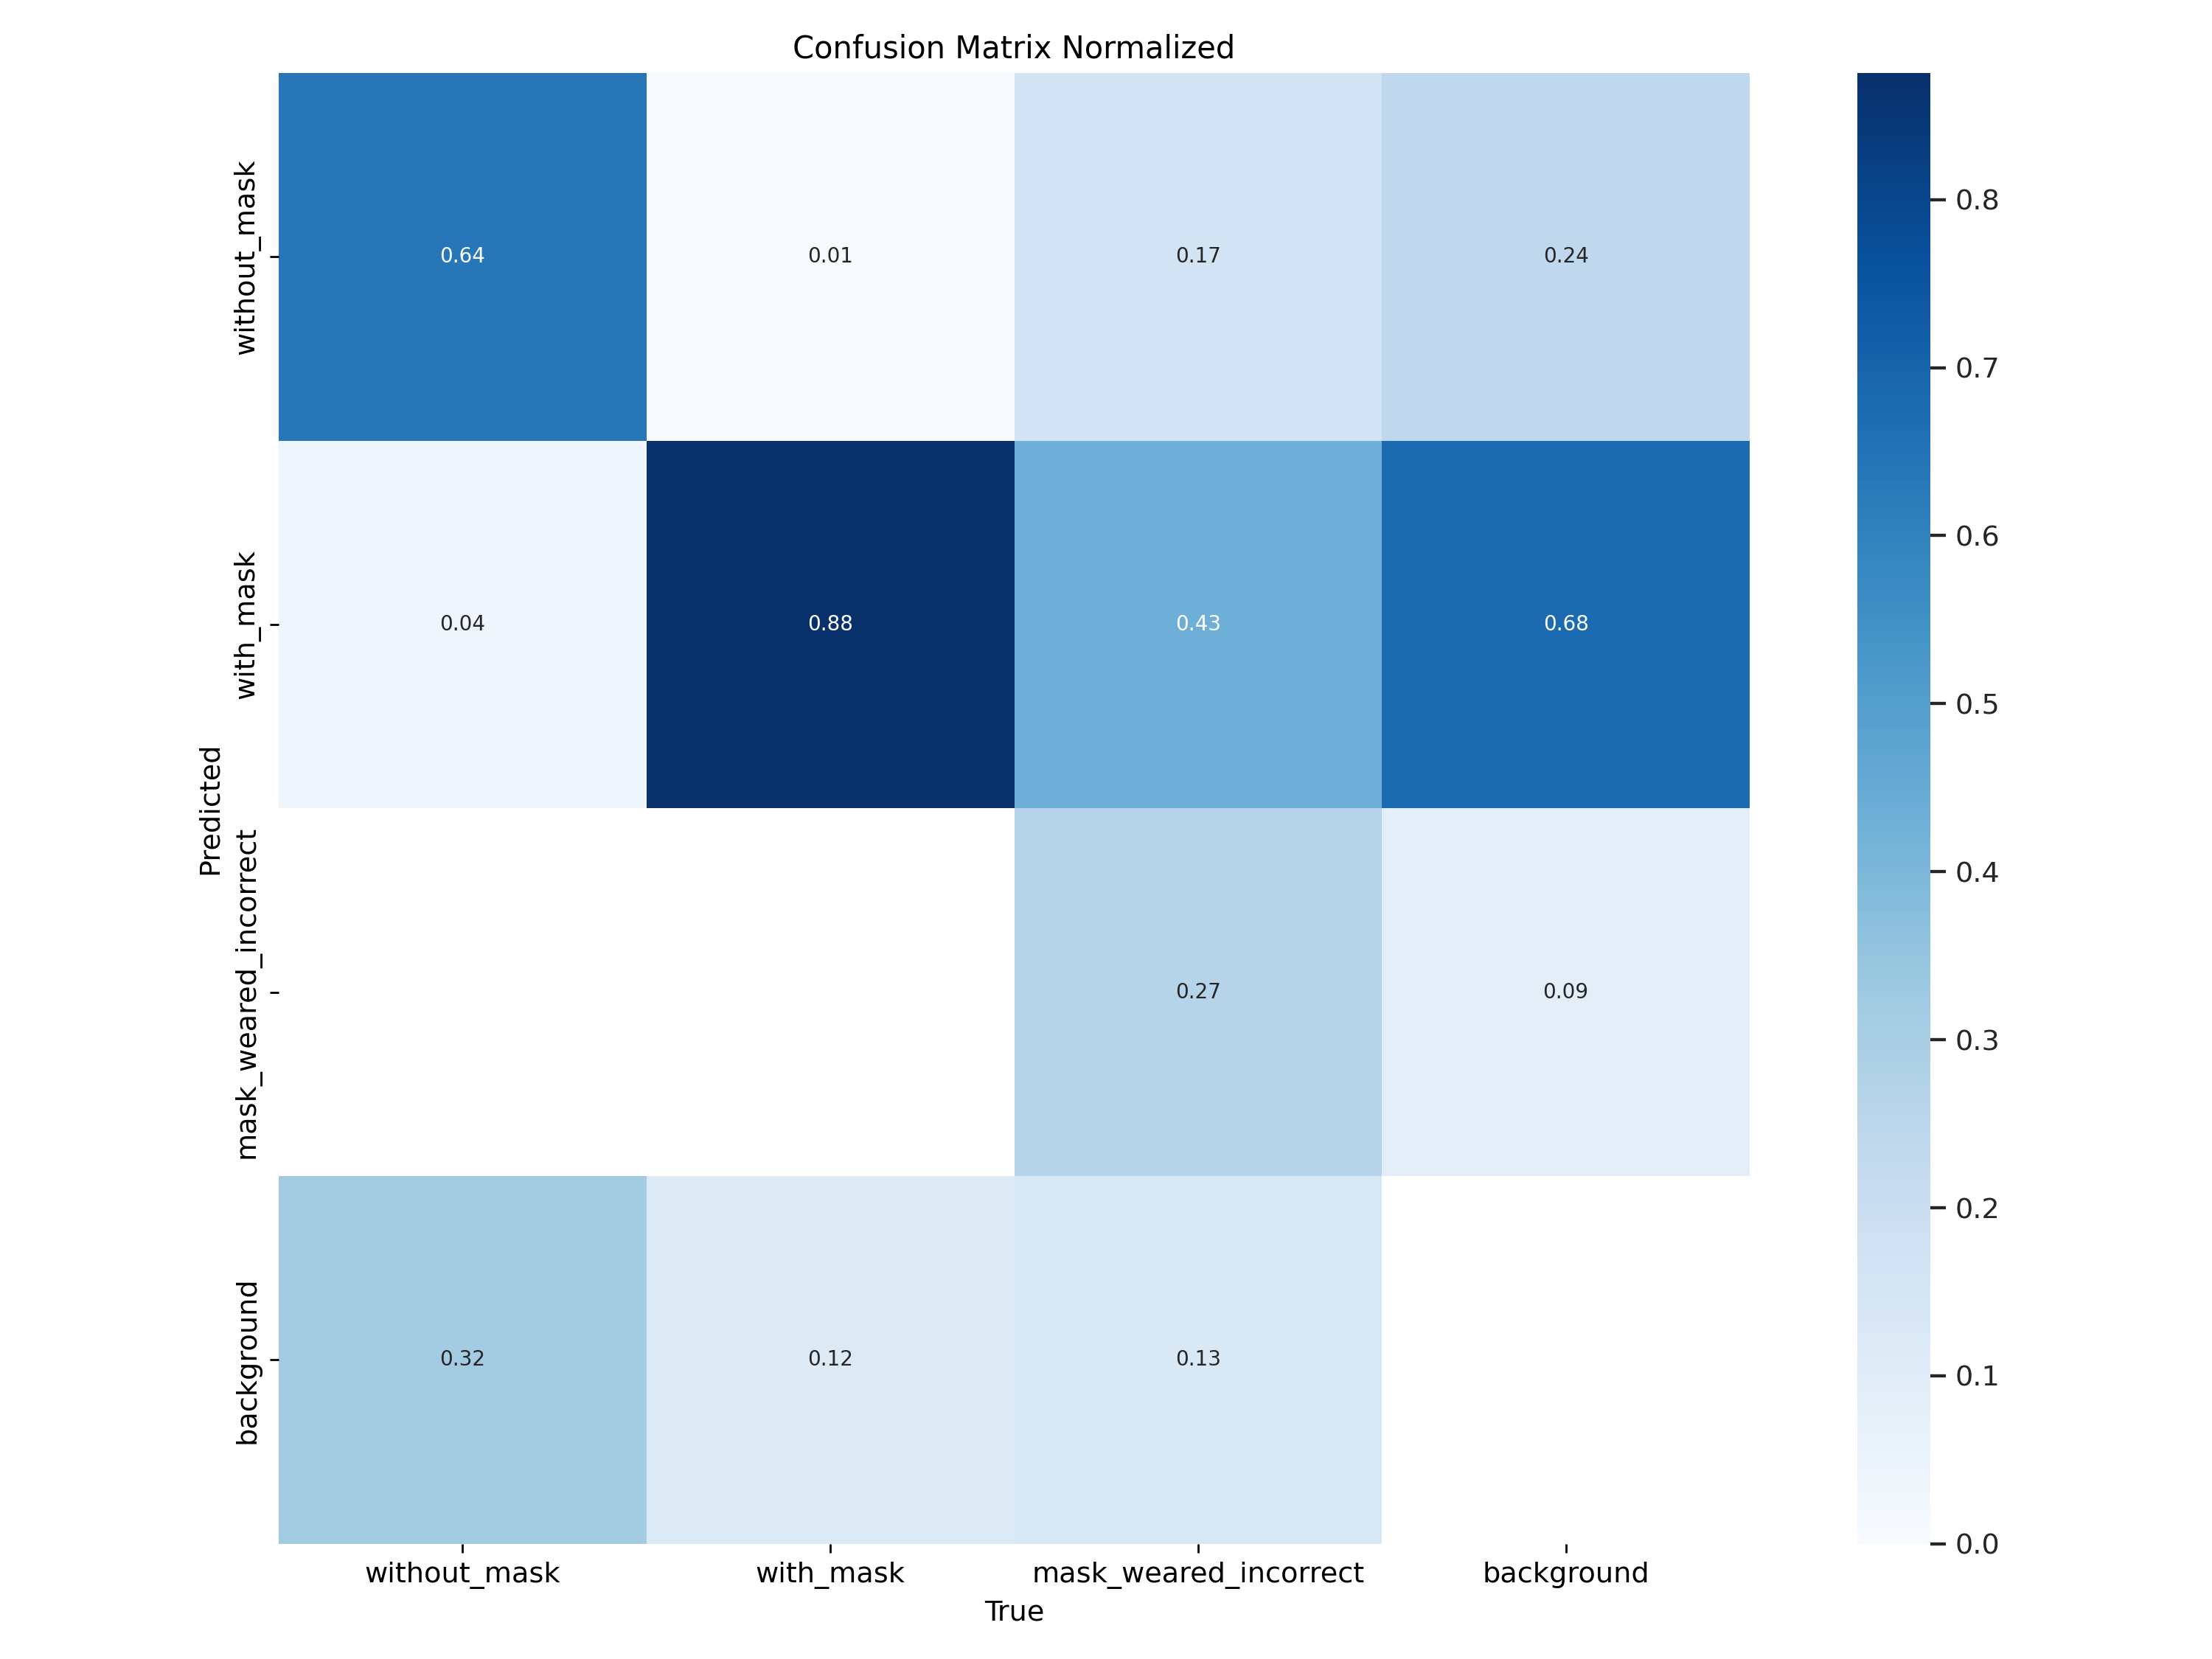 Confusion Matrix Normalized
Predicted
without_mask
0.64 0.01 0.17 0.24
with_mask
0.04 0.88 0.43 0.68
mask_weared_incorrect
0.27 0.09
background
0.32 0.12 0.13
without_mask with_mask mask_weared_incorrect background
True
0.8
0.7
0.6
0.5
0.4
0.3
0.2
0.1
0.0